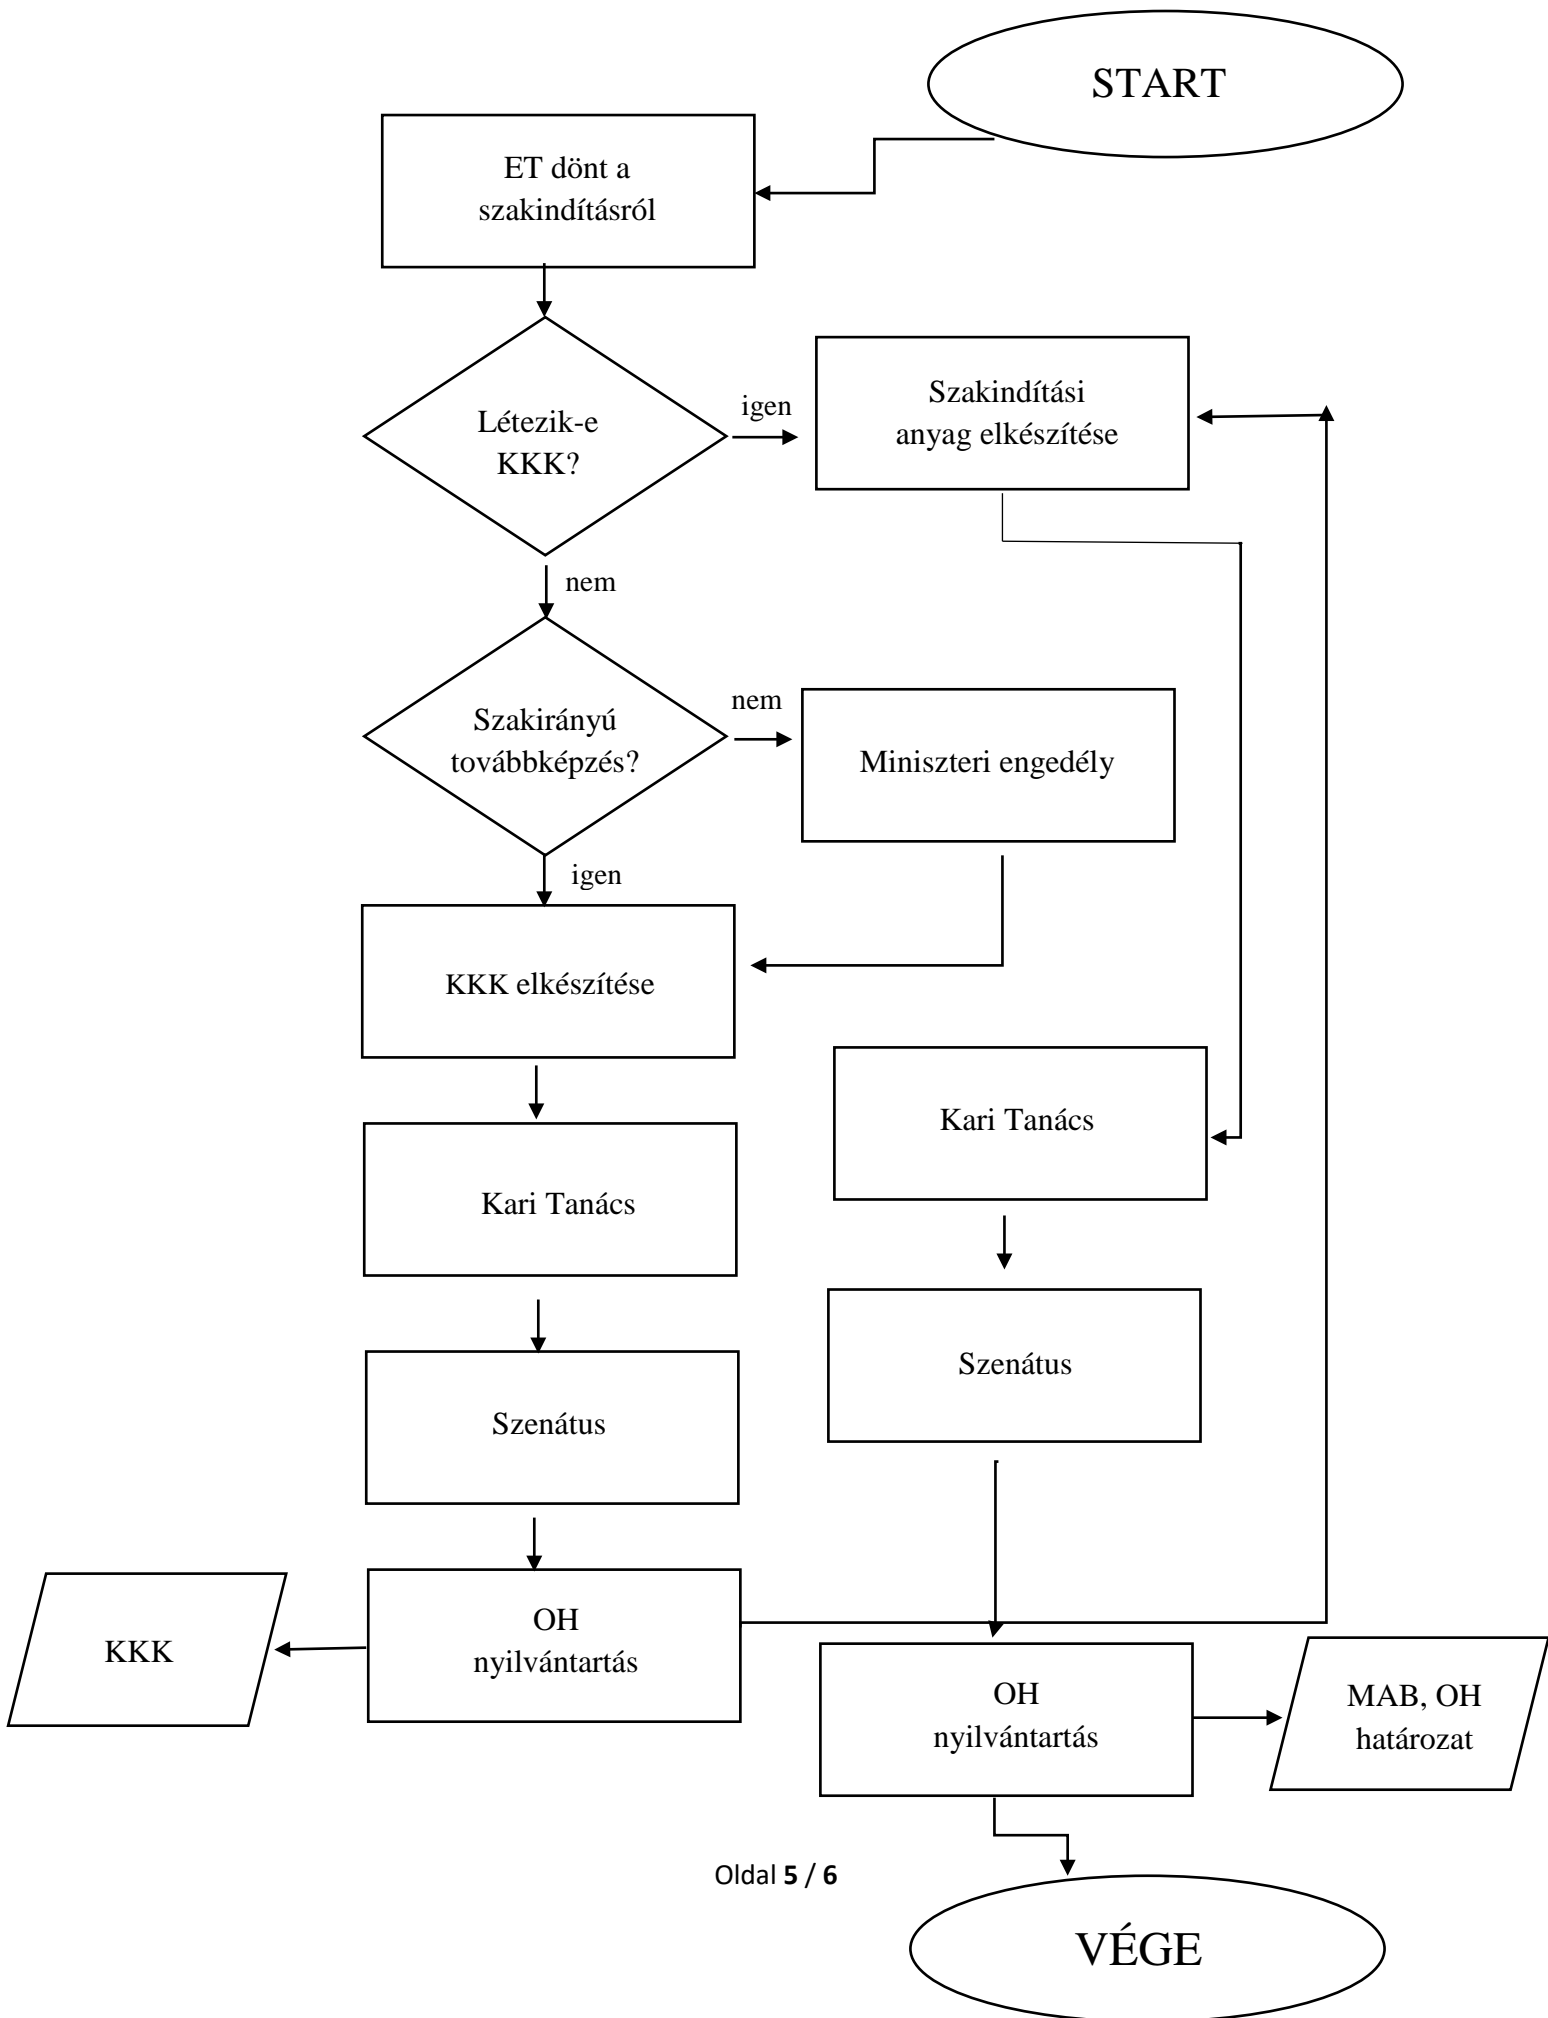 START
ET dönt a
szakindításról
Létezik-e
KKK?
igen
Szakindítási
anyag elkészítése
nem
Szakirányú
továbbképzés?
nem
Miniszteri engedély
igen
KKK elkészítése
Kari Tanács
Kari Tanács
Szenátus
Szenátus
OH
nyilvántartás
KKK
OH
nyilvántartás
MAB, OH
határozat
Oldal 5 / 6
VÉGE